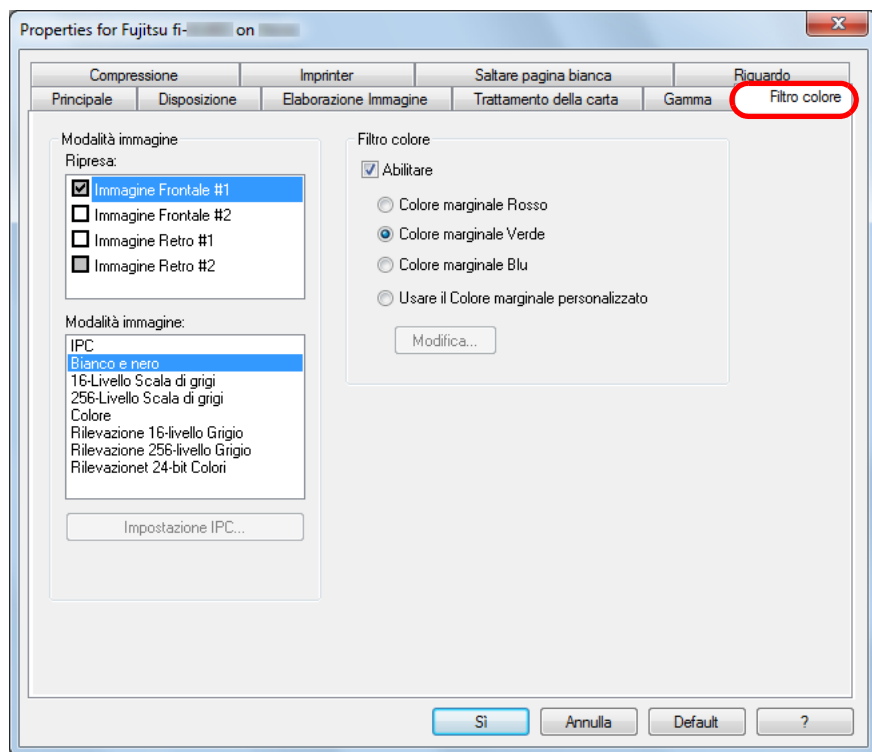 Properties for Fujitsu fi- on
Compressione Imprinter Saltare pagina bianca Riguardo
Principale Disposizione Elaborazione Immagine Trattamento della carta Gamma Filtro colore
Modalità immagine
Ripresa:
Immagine Frontale #1
Immagine Frontale #2
Immagine Retro #1
Immagine Retro #2
Modalità immagine:
IPC
Bianco e nero
16-Livello Scala di grigi
256-Livello Scala di grigi
Colore
Rilevazione 16-livello Grigio
Rilevazione 256-livello Grigio
Rilevazionet 24-bit Colori
Impostazione IPC...
Filtro colore
Abilitare
Colore marginale Rosso
Colore marginale Verde
Colore marginale Blu
Usare il Colore marginale personalizzato
Modifica...
Sì Annulla Default ?